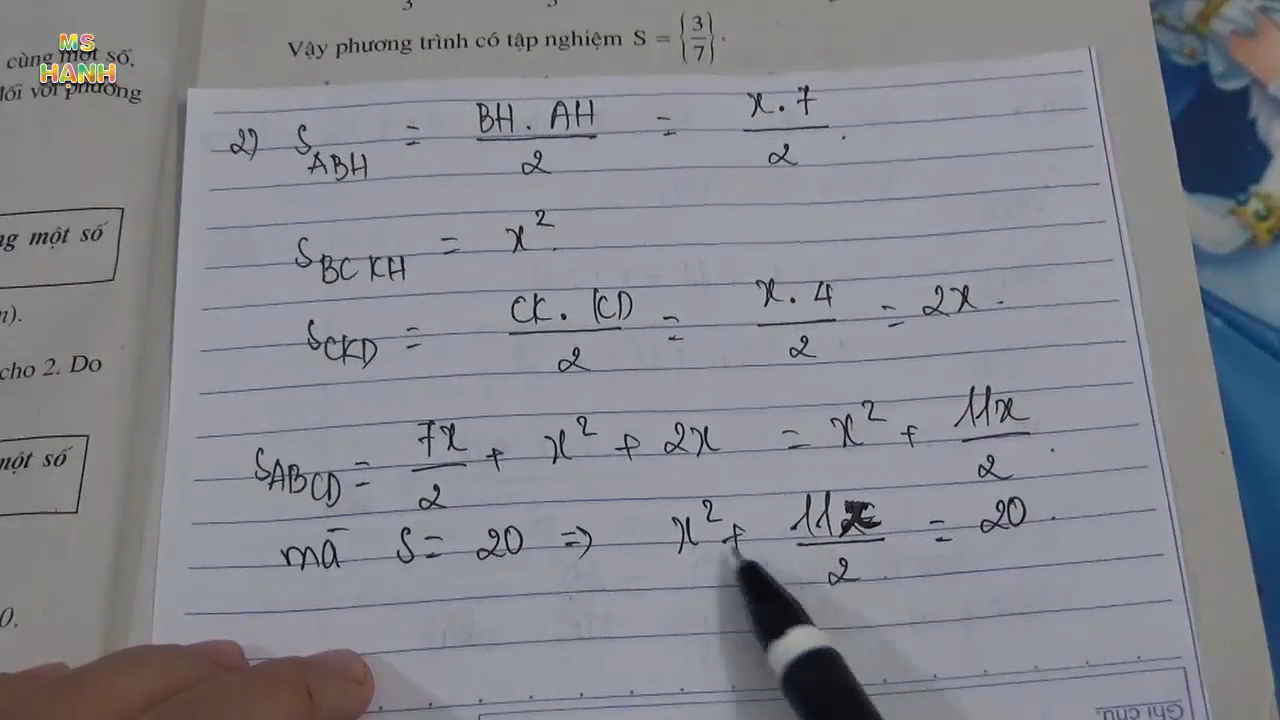 MS
HẠNH
cùng một số.
đối với phương
ng một số
n).
cho 2. Do
một số
0.
Vậy phương trình có tập nghiệm S = {3/7}.
2) S_ABH = BH . AH / 2 = x . 7 / 2 .
S_BCKH = x² .
S_CKD = CK . KD / 2 = x . 4 / 2 = 2x .
S_ABCD = 7x / 2 + x² + 2x = x² + 11x / 2 .
mà S = 20 ⇒ x² + 11x / 2 = 20 .
Ghi chú: